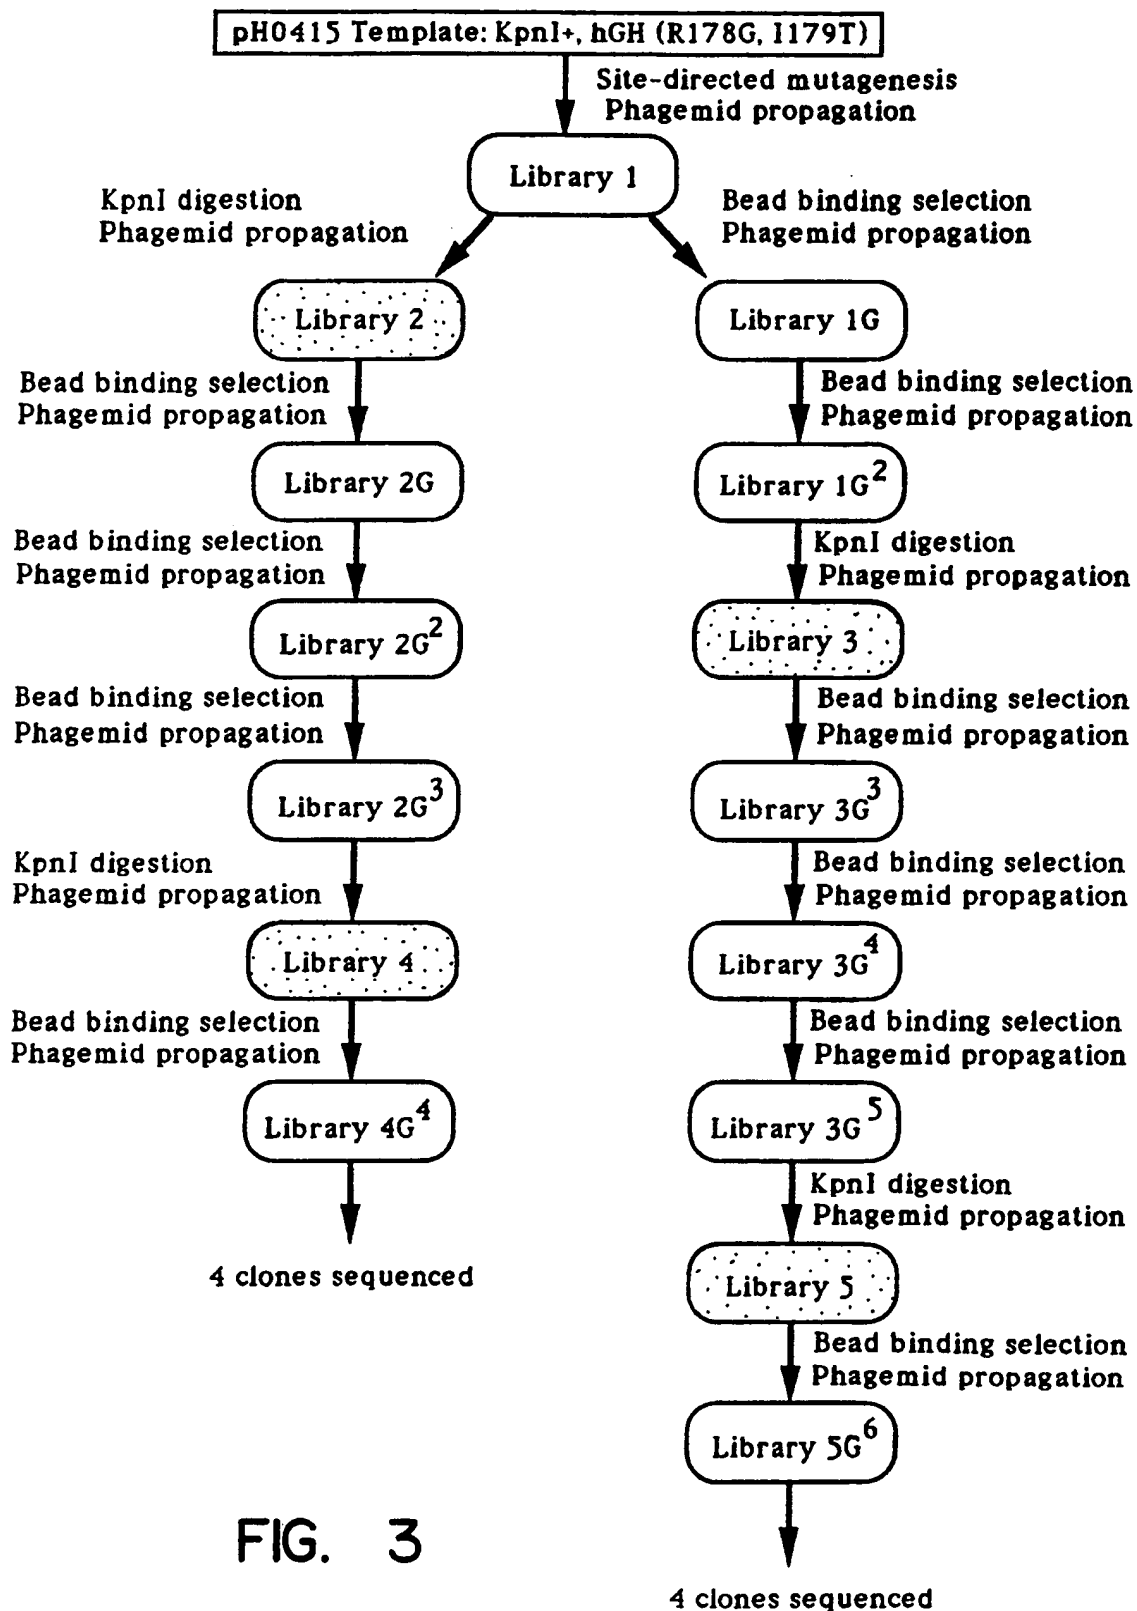 pH0415 Template: KpnI+, hGH (R178G, I179T)
Site-directed mutagenesis
Phagemid propagation
Library 1
KpnI digestion
Phagemid propagation
Bead binding selection
Phagemid propagation
Library 2
Library 1G
Bead binding selection
Phagemid propagation
Bead binding selection
Phagemid propagation
Library 2G
Library 1G²
Bead binding selection
Phagemid propagation
KpnI digestion
Phagemid propagation
Library 2G²
Library 3
Bead binding selection
Phagemid propagation
Bead binding selection
Phagemid propagation
Library 2G³
Library 3G³
KpnI digestion
Phagemid propagation
Bead binding selection
Phagemid propagation
Library 4
Library 3G⁴
Bead binding selection
Phagemid propagation
Bead binding selection
Phagemid propagation
Library 4G⁴
Library 3G⁵
KpnI digestion
Phagemid propagation
4 clones sequenced
Library 5
Bead binding selection
Phagemid propagation
Library 5G⁶
FIG. 3
4 clones sequenced